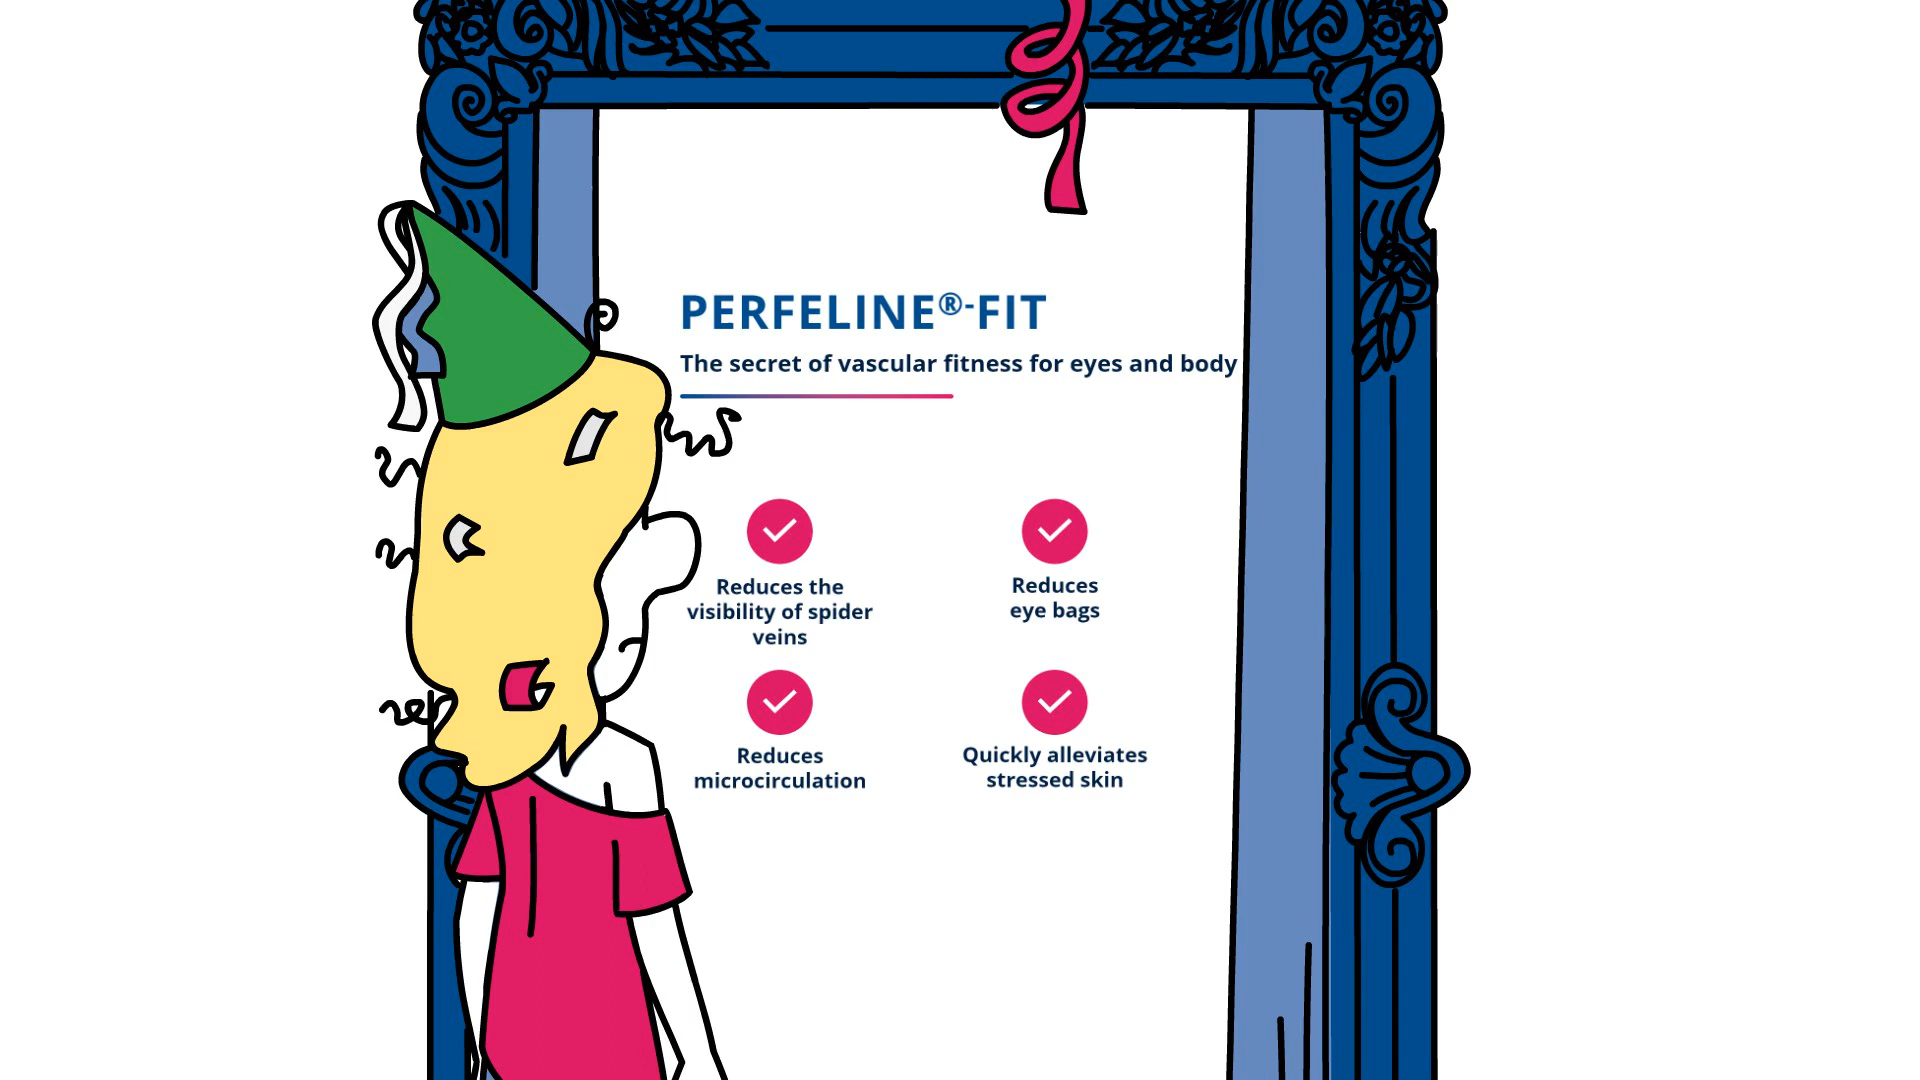 PERFELINE®-FIT
The secret of vascular fitness for eyes and body
Reduces the
visibility of spider
veins
Reduces
eye bags
Reduces
microcirculation
Quickly alleviates
stressed skin